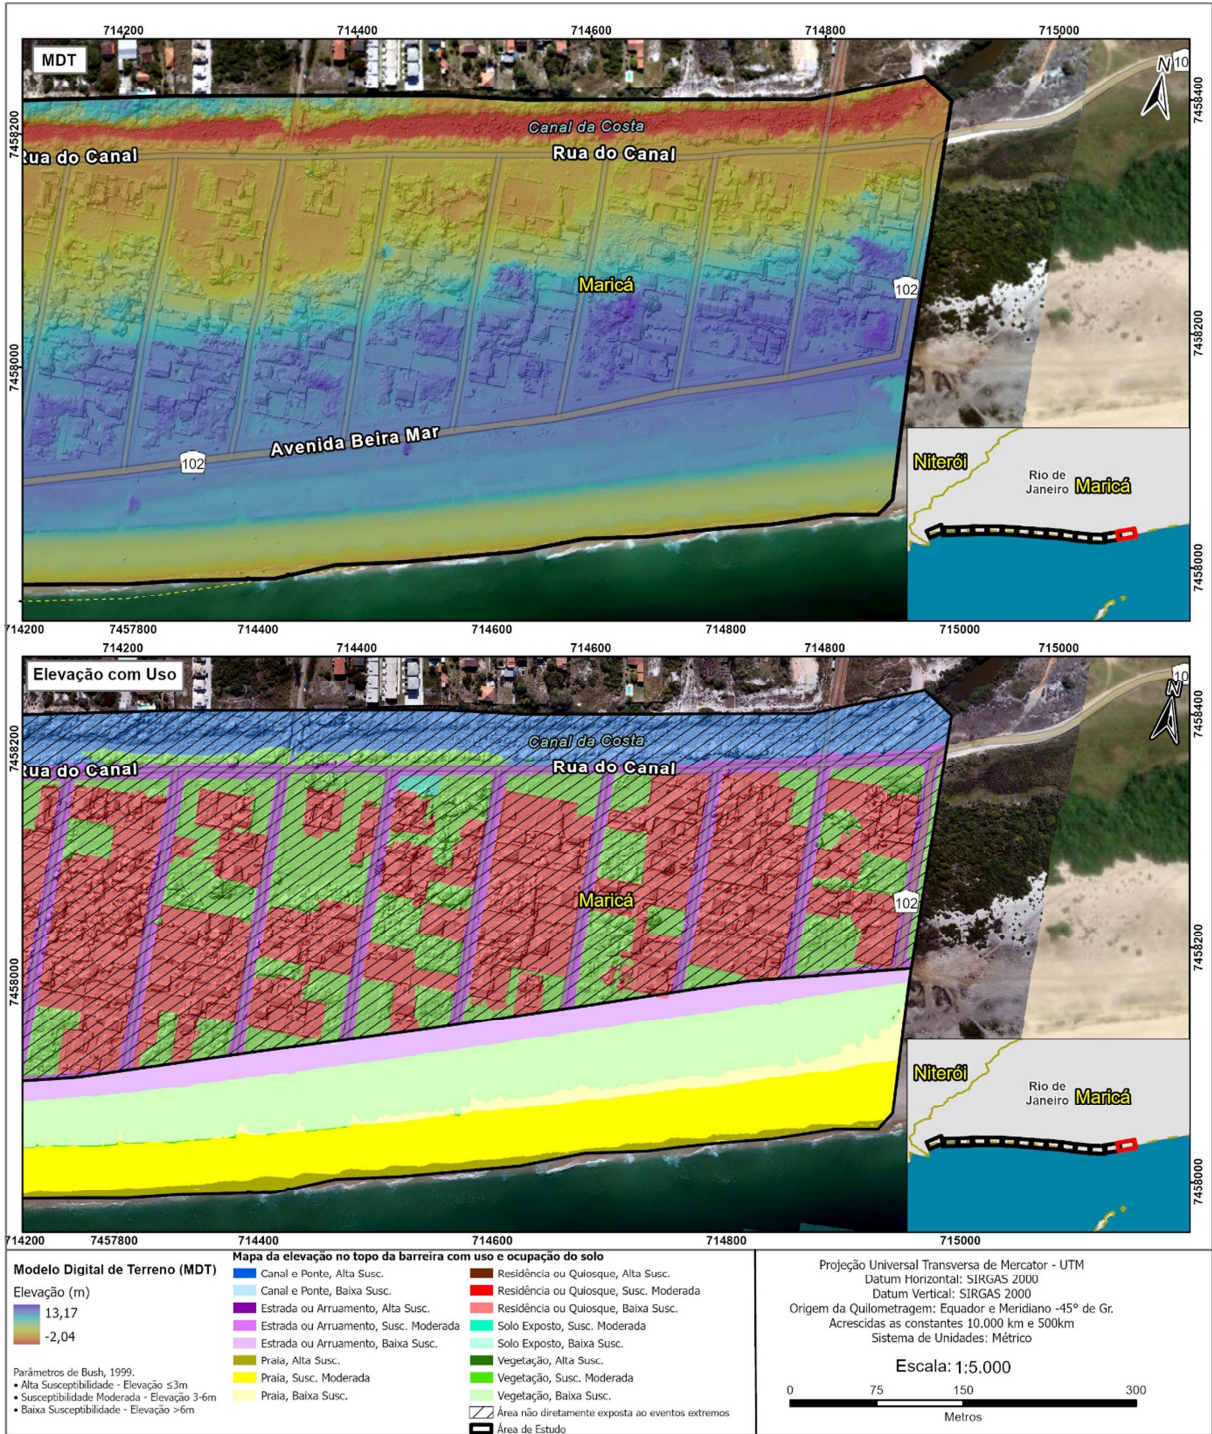 714200 714400 714600 714800 715000
MDT
N
10
7458200
7458400
Canal da Costa
Rua do Canal
Rua do Canal
Maricá
102
7458000
7458200
Avenida Beira Mar
102
Niterói
Rio de
Janeiro
Maricá
7458000
714200 7457800 714400 714600 714800 715000
714200 714400 714600 714800 715000
Elevação com Uso
10
N
7458200
7458400
Canal da Costa
Rua do Canal
Rua do Canal
Maricá
102
7458000
7458200
Niterói
Rio de
Janeiro
Maricá
7458000
714200 7457800 714400 714600 714800 715000
Modelo Digital de Terreno (MDT)
Elevação (m)
13,17
-2,04
Parâmetros de Bush, 1999.
• Alta Susceptibilidade - Elevação ≤3m
• Susceptibilidade Moderada - Elevação 3-6m
• Baixa Susceptibilidade - Elevação >6m
Mapa da elevação no topo da barreira com uso e ocupação do solo
Canal e Ponte, Alta Susc.
Canal e Ponte, Baixa Susc.
Estrada ou Arruamento, Alta Susc.
Estrada ou Arruamento, Susc. Moderada
Estrada ou Arruamento, Baixa Susc.
Praia, Alta Susc.
Praia, Susc. Moderada
Praia, Baixa Susc.
Residência ou Quiosque, Alta Susc.
Residência ou Quiosque, Susc. Moderada
Residência ou Quiosque, Baixa Susc.
Solo Exposto, Susc. Moderada
Solo Exposto, Baixa Susc.
Vegetação, Alta Susc.
Vegetação, Susc. Moderada
Vegetação, Baixa Susc.
Área não diretamente exposta ao eventos extremos
Área de Estudo
Projeção Universal Transversa de Mercator - UTM
Datum Horizontal: SIRGAS 2000
Datum Vertical: SIRGAS 2000
Origem da Quilometragem: Equador e Meridiano -45° de Gr.
Acrescidas as constantes 10.000 km e 500km
Sistema de Unidades: Métrico
Escala: 1:5.000
0 75 150 300
Metros